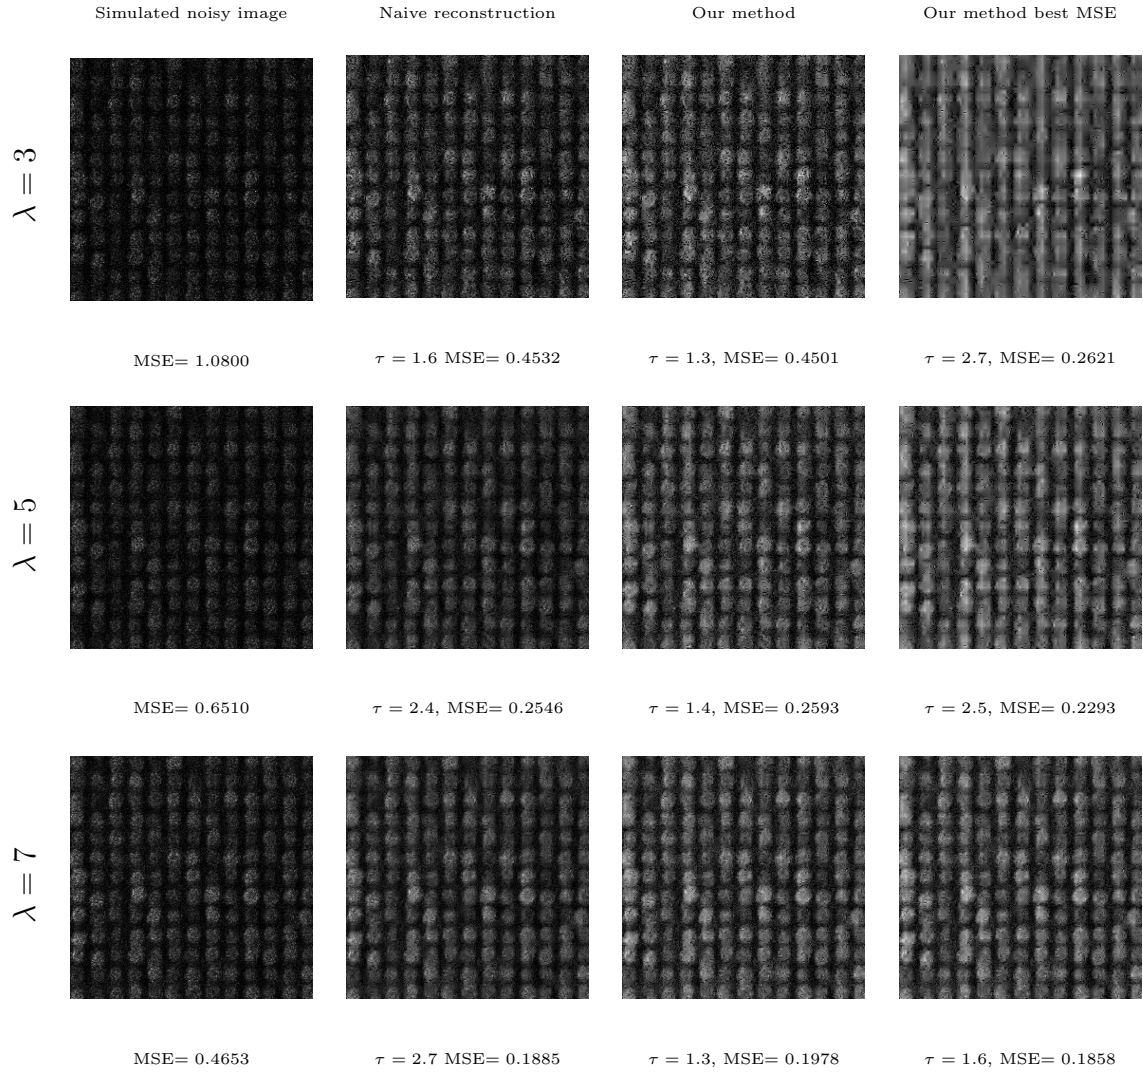 Simulated noisy image
Naive reconstruction
Our method
Our method best MSE
λ = 3
MSE= 1.0800
τ = 1.6 MSE= 0.4532
τ = 1.3, MSE= 0.4501
τ = 2.7, MSE= 0.2621
λ = 5
MSE= 0.6510
τ = 2.4, MSE= 0.2546
τ = 1.4, MSE= 0.2593
τ = 2.5, MSE= 0.2293
λ = 7
MSE= 0.4653
τ = 2.7 MSE= 0.1885
τ = 1.3, MSE= 0.1978
τ = 1.6, MSE= 0.1858